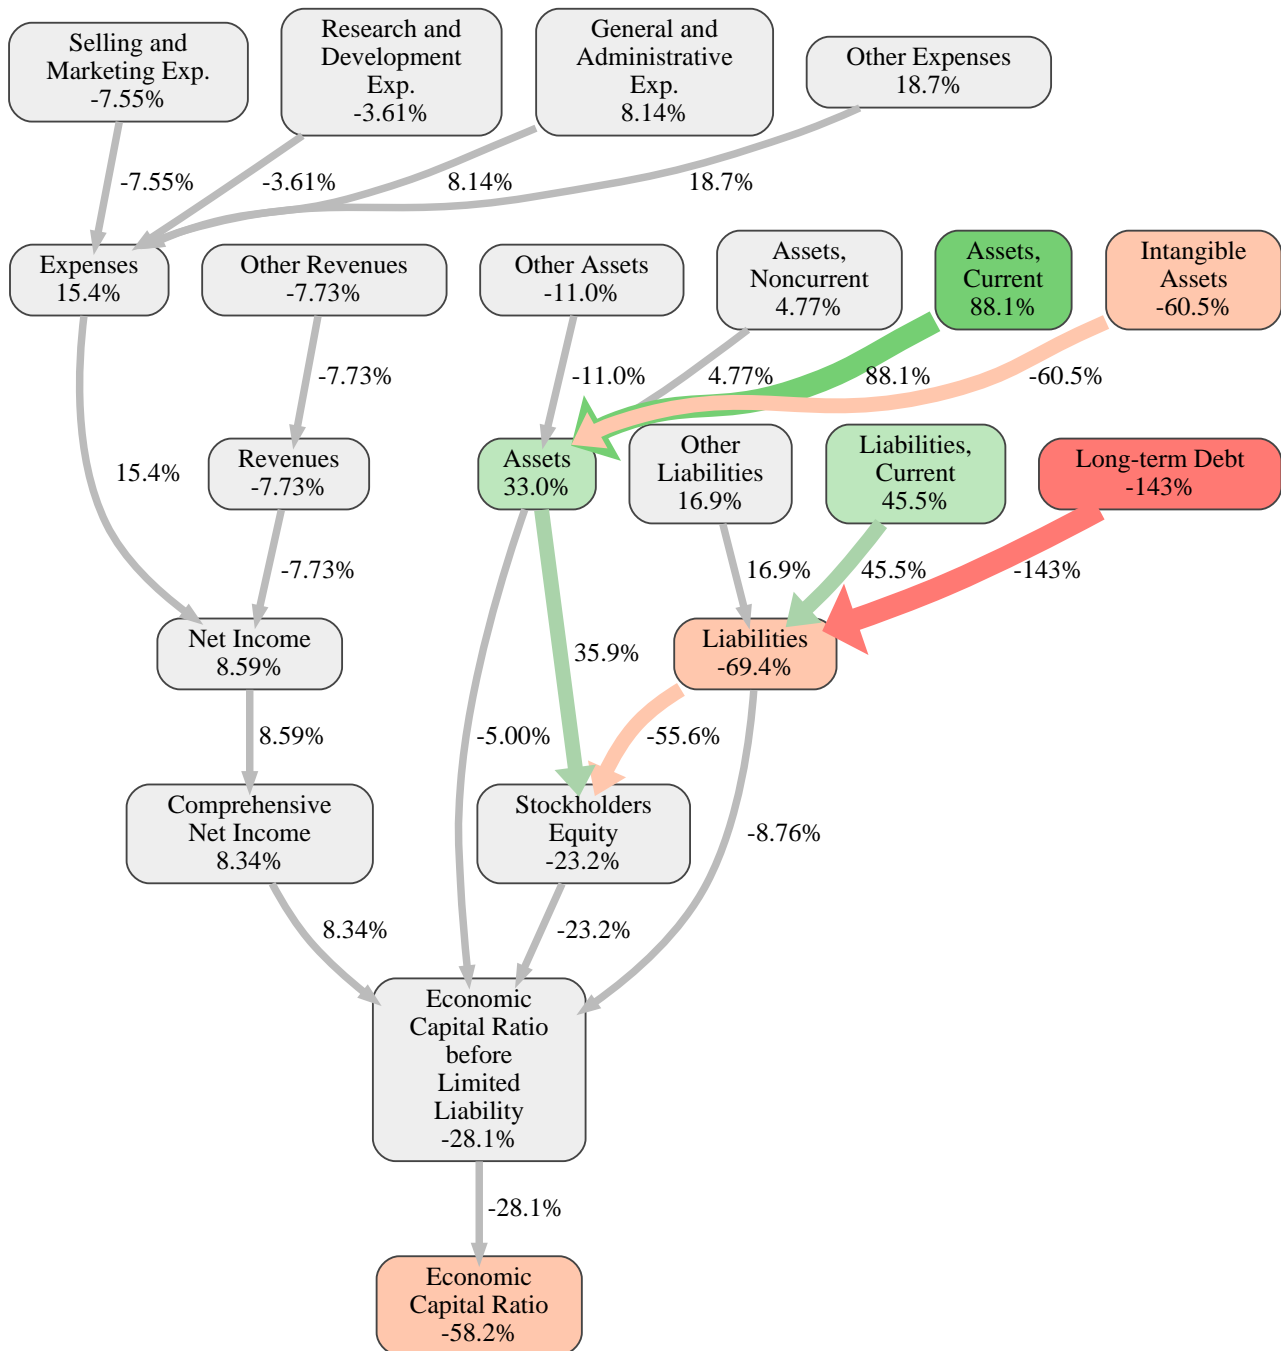 Selling and
Marketing Exp.
-7.55%
Research and
Development
Exp.
-3.61%
General and
Administrative
Exp.
8.14%
Other Expenses
18.7%
-7.55%
-3.61%
8.14%
18.7%
Expenses
15.4%
Other Revenues
-7.73%
Other Assets
-11.0%
Assets,
Noncurrent
4.77%
Assets,
Current
88.1%
Intangible
Assets
-60.5%
-7.73%
-11.0%
4.77%
88.1%
-60.5%
15.4%
Revenues
-7.73%
Assets
33.0%
Other
Liabilities
16.9%
Liabilities,
Current
45.5%
Long-term Debt
-143%
-7.73%
16.9%
45.5%
-143%
Net Income
8.59%
35.9%
Liabilities
-69.4%
8.59%
-5.00%
-55.6%
Comprehensive
Net Income
8.34%
Stockholders
Equity
-23.2%
-8.76%
8.34%
-23.2%
Economic
Capital Ratio
before
Limited
Liability
-28.1%
-28.1%
Economic
Capital Ratio
-58.2%